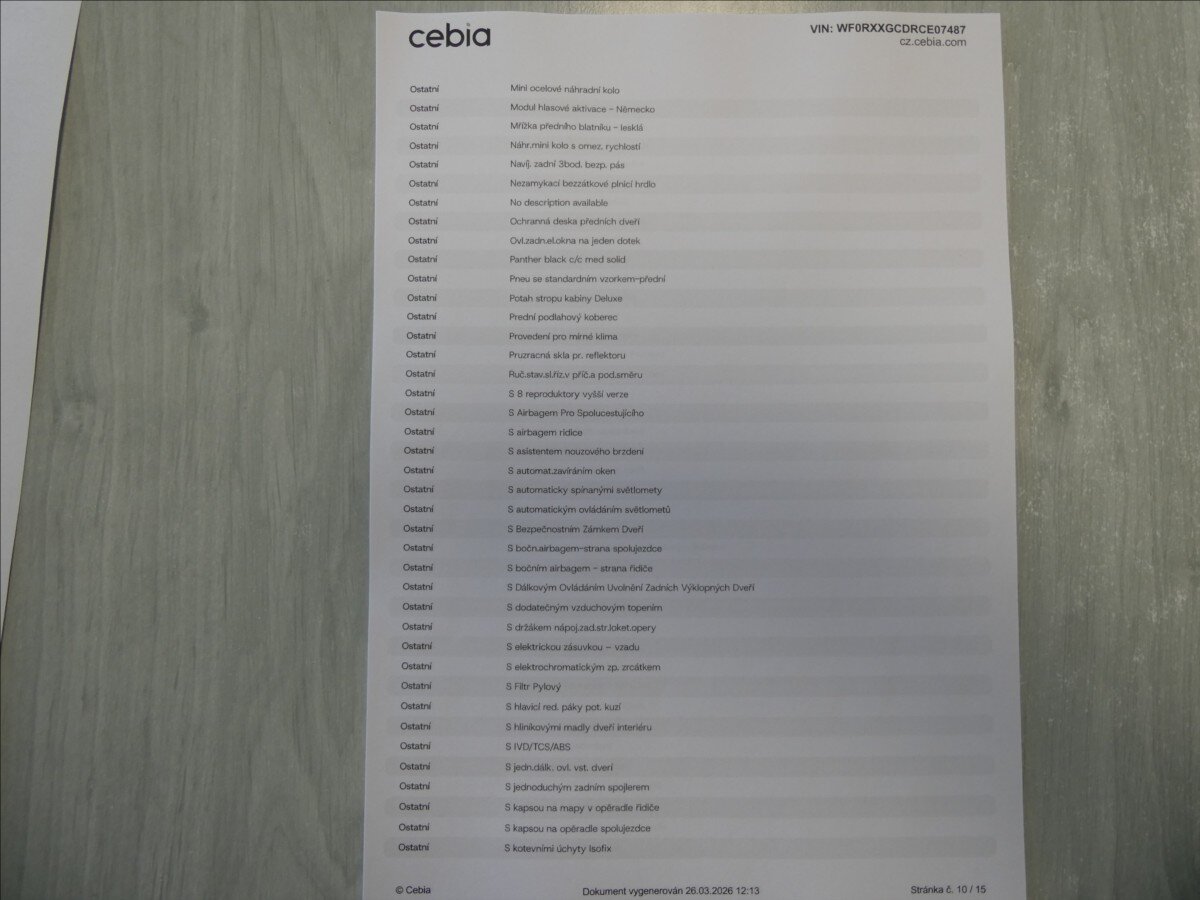 cebia
VIN: WF0RXXGCDRCE07487
cz.cebia.com
Ostatní Mini ocelové náhradní kolo
Ostatní Modul hlasové aktivace - Německo
Ostatní Mřížka předního blatníku - lesklá
Ostatní Náhr.mini kolo s omez. rychlostí
Ostatní Navij. zadní 3bod. bezp. pás
Ostatní Nezamykací bezzátkové plnicí hrdlo
Ostatní No description available
Ostatní Ochranná deska předních dveří
Ostatní Ovl.zadn.el.okna na jeden dotek
Ostatní Panther black c/c med solid
Ostatní Pneu se standardním vzorkem-přední
Ostatní Potah stropu kabiny Deluxe
Ostatní Prední podlahový koberec
Ostatní Provedení pro mírné klima
Ostatní Pruzracná skla pr. reflektoru
Ostatní Ruč.stav.sl.říz.v příč.a pod.směru
Ostatní S 8 reproduktory vyšší verze
Ostatní S Airbagem Pro Spolucestujícího
Ostatní S airbagem ridice
Ostatní S asistentem nouzového brzdení
Ostatní S automat.zavíráním oken
Ostatní S automaticky spínanými světlomety
Ostatní S automatickým ovládáním světlometů
Ostatní S Bezpečnostním Zámkem Dveří
Ostatní S bočn.airbagem-strana spolujezdce
Ostatní S bočním airbagem - strana řidiče
Ostatní S Dálkovým Ovládáním Uvolnění Zadních Výklopných Dveří
Ostatní S dodatečným vzduchovým topením
Ostatní S držákem nápoj.zad.str.loket.opery
Ostatní S elektrickou zásuvkou - vzadu
Ostatní S elektrochromatickým zp. zrcátkem
Ostatní S Filtr Pylový
Ostatní S hlavicí red. páky pot. kuzí
Ostatní S hliníkovými madly dveří interiéru
Ostatní S IVD/TCS/ABS
Ostatní S jedn.dálk. ovl. vst. dverí
Ostatní S jednoduchým zadním spojlerem
Ostatní S kapsou na mapy v opěradle řidiče
Ostatní S kapsou na opěradle spolujezdce
Ostatní S kotevními úchyty Isofix
© Cebia
Dokument vygenerován 26.03.2026 12:13
Stránka č. 10 / 15